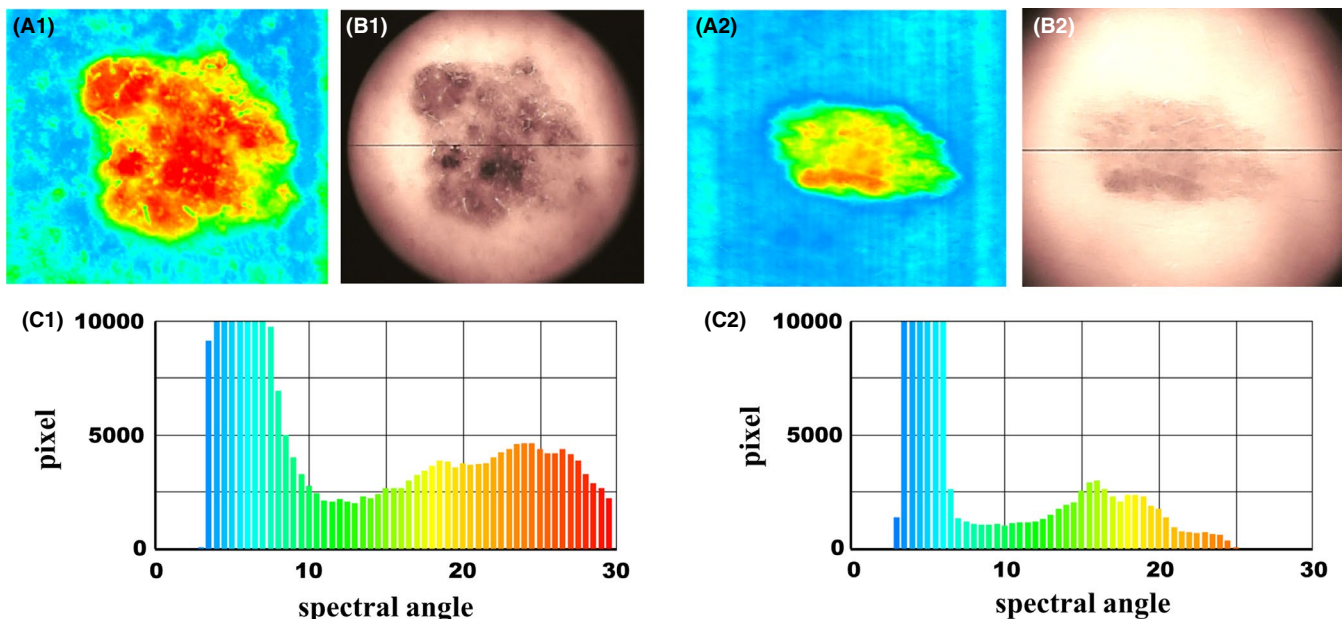 (A1)
(B1)
(A2)
(B2)
(C1)
10000
5000
0
pixel
0
10
20
30
spectral angle
(C2)
10000
5000
0
pixel
0
10
20
30
spectral angle